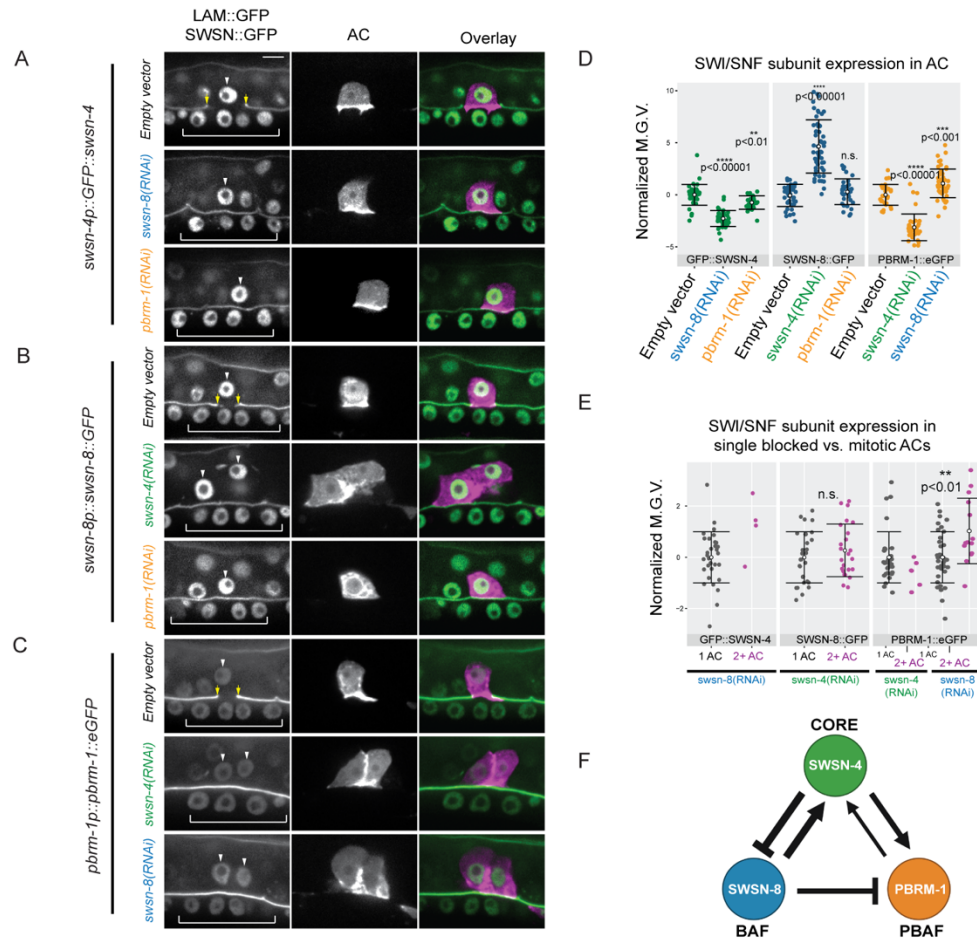 LAM::GFP
SWSN::GFP
AC
Overlay
A
swsn-4p::GFP::swsn-4
Empty vector
swsn-8(RNAi)
pbrm-1(RNAi)
B
swsn-8p::swsn-8::GFP
Empty vector
swsn-4(RNAi)
pbrm-1(RNAi)
C
pbrm-1p::pbrm-1::eGFP
Empty vector
swsn-4(RNAi)
swsn-8(RNAi)
D
SWI/SNF subunit expression in AC
Normalized M.G.V.
10
5
0
−5
****
p<0.00001
**
p<0.01
****
p<0.00001
n.s.
****
p<0.00001
***
p<0.001
GFP::SWSN-4
SWSN-8::GFP
PBRM-1::eGFP
Empty vector
swsn-8(RNAi)
pbrm-1(RNAi)
Empty vector
swsn-4(RNAi)
pbrm-1(RNAi)
Empty vector
swsn-4(RNAi)
swsn-8(RNAi)
E
SWI/SNF subunit expression in
single blocked vs. mitotic ACs
Normalized M.G.V.
2
0
−2
n.s.
**
p<0.01
GFP::SWSN-4
SWSN-8::GFP
PBRM-1::eGFP
1 AC
2+ AC
1 AC
2+ AC
1 AC
2+ AC
1 AC
2+ AC
swsn-8(RNAi)
swsn-4(RNAi)
swsn-4
(RNAi)
swsn-8
(RNAi)
F
CORE
SWSN-4
SWSN-8
PBRM-1
BAF
PBAF